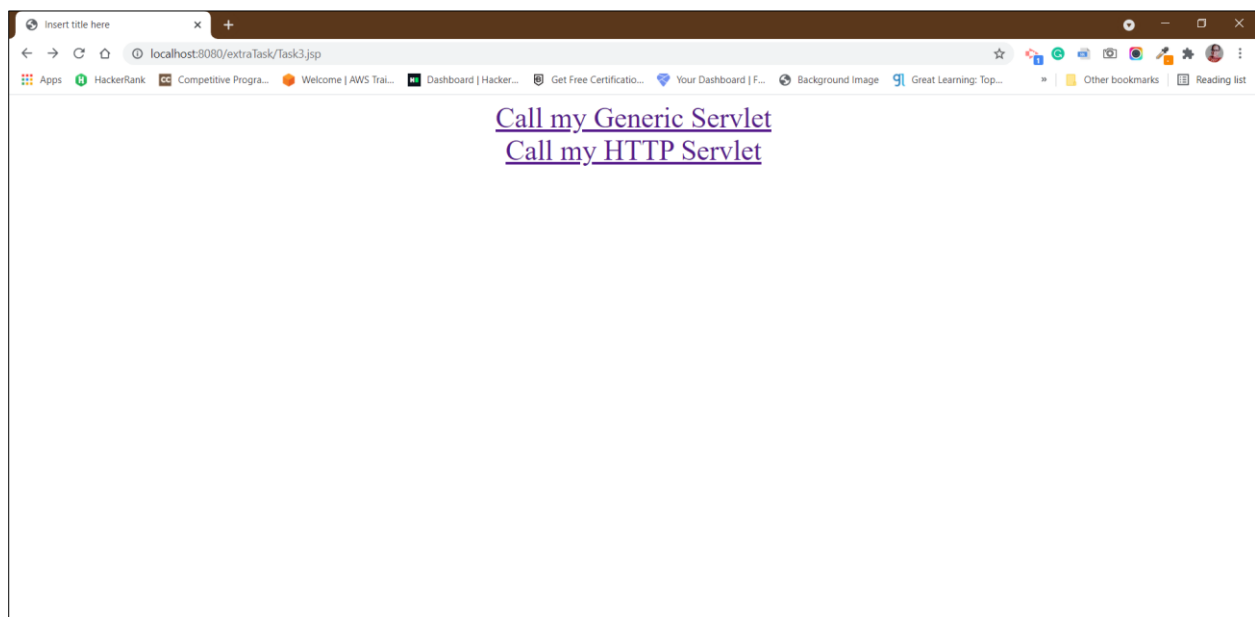 Insert title here
localhost:8080/extraTask/Task3.jsp
Apps HackerRank Competitive Progra... Welcome | AWS Trai... Dashboard | Hacker... Get Free Certificatio... Your Dashboard | F... Background Image Great Learning: Top... » Other bookmarks Reading list
Call my Generic Servlet
Call my HTTP Servlet